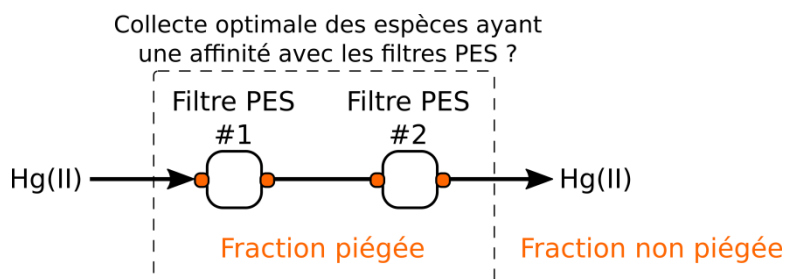 Collecte optimale des espèces ayant
une affinité avec les filtres PES ?
Filtre PES
#1
Filtre PES
#2
Hg(II)
Hg(II)
Fraction piégée
Fraction non piégée